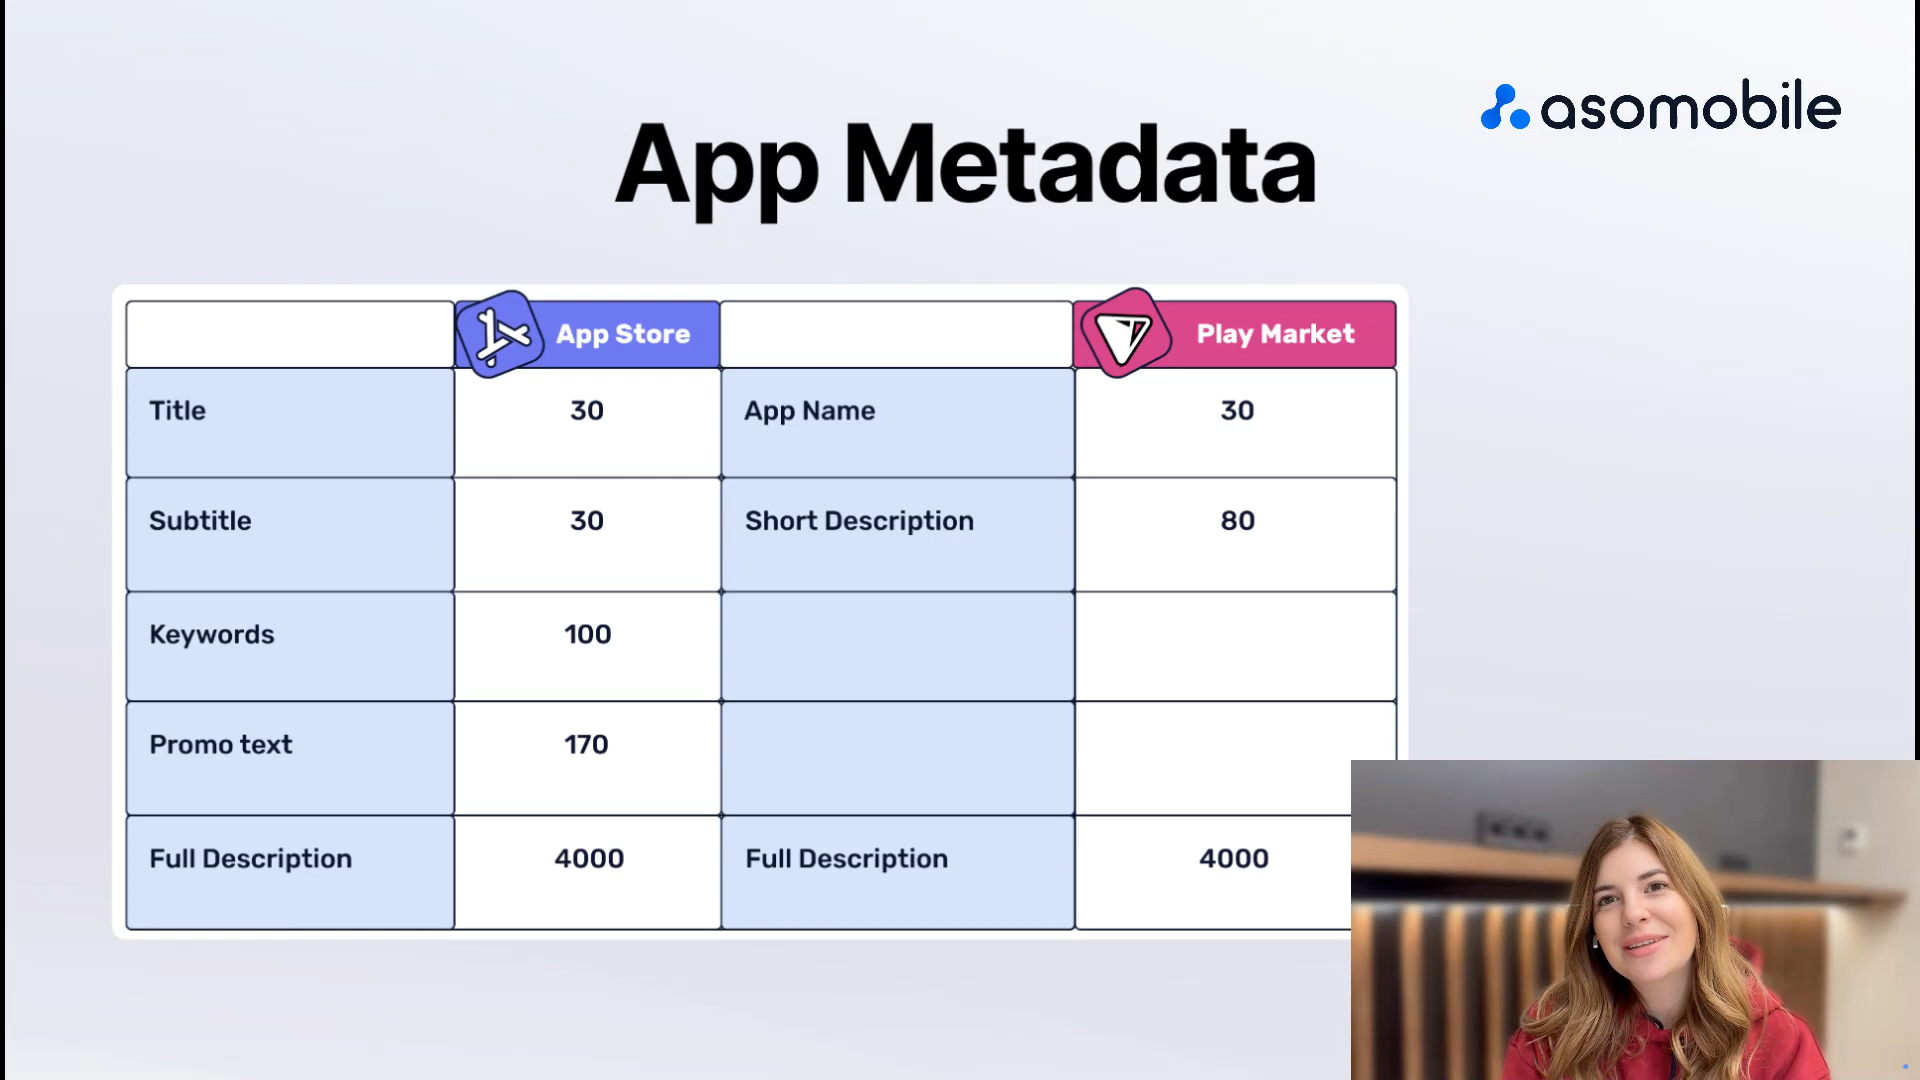 asomobile
App Metadata
App Store
Play Market
Title 30 App Name 30
Subtitle 30 Short Description 80
Keywords 100
Promo text 170
Full Description 4000 Full Description 4000